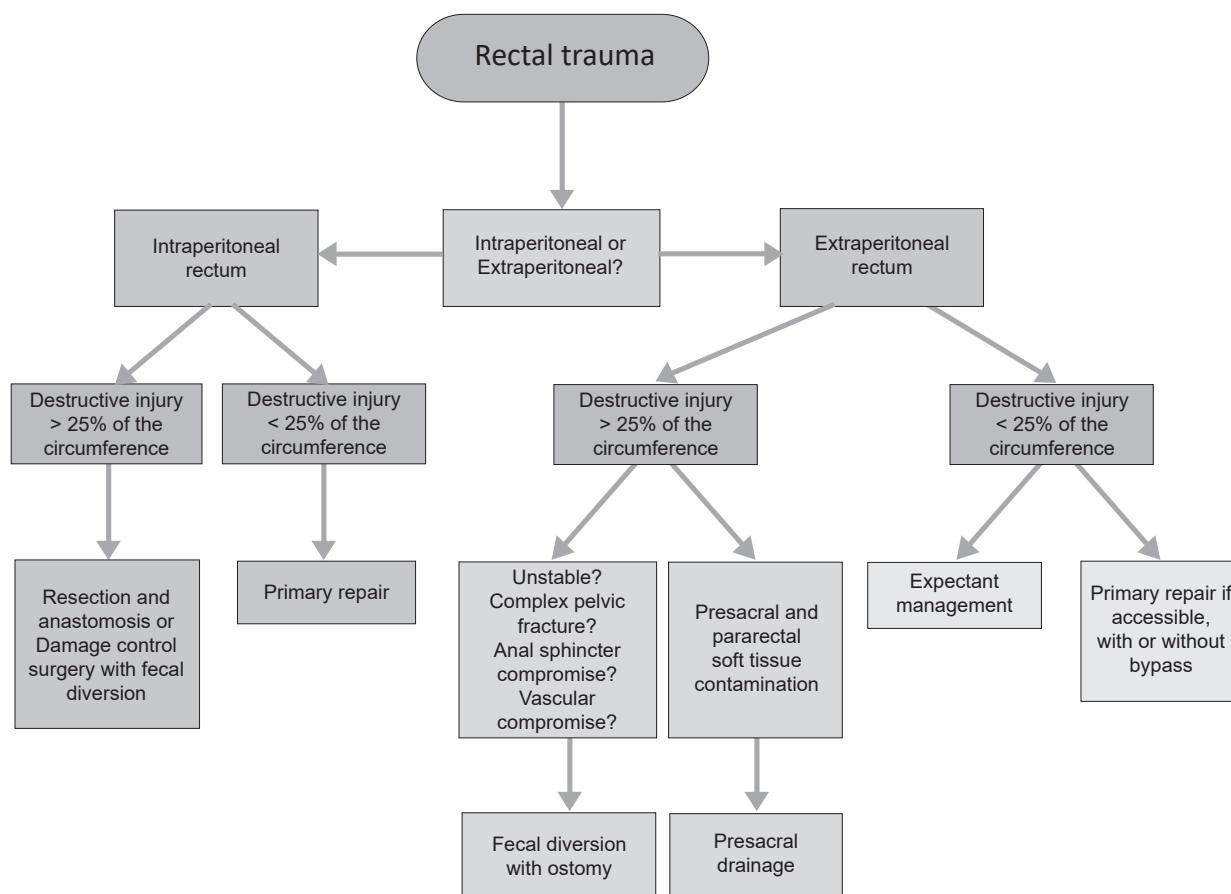 Rectal trauma
Intraperitoneal
rectum
Intraperitoneal or
Extraperitoneal?
Extraperitoneal
rectum
Destructive injury
> 25% of the
circumference
Destructive injury
< 25% of the
circumference
Destructive injury
> 25% of the
circumference
Destructive injury
< 25% of the
circumference
Resection and
anastomosis or
Damage control
surgery with fecal
diversion
Primary repair
Unstable?
Complex pelvic
fracture?
Anal sphincter
compromise?
Vascular
compromise?
Presacral and
pararectal
soft tissue
contamination
Expectant
management
Primary repair if
accessible,
with or without
bypass
Fecal diversion
with ostomy
Presacral
drainage